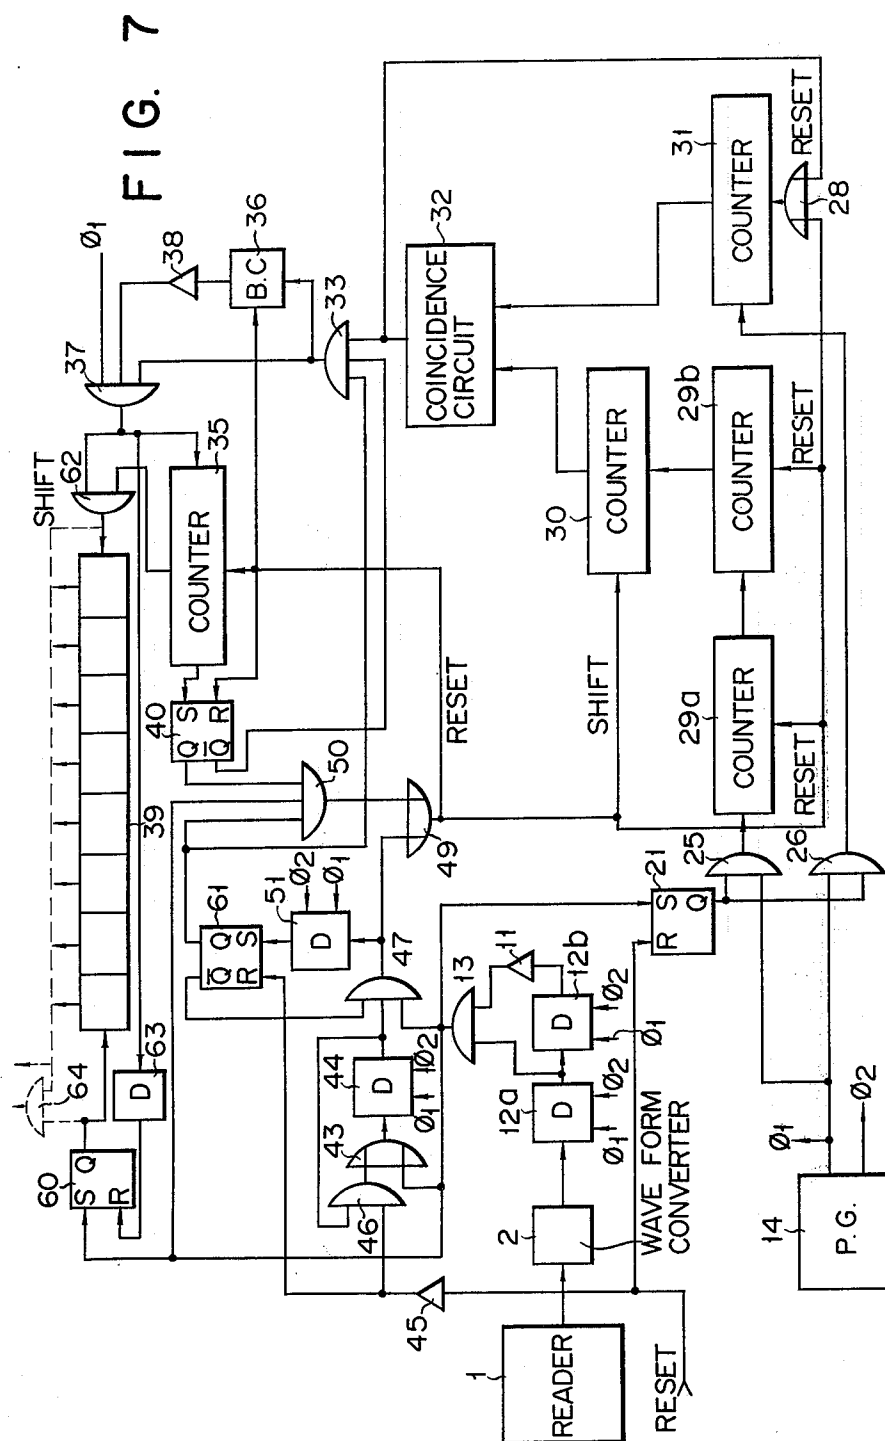 FIG. 7
SHIFT
Ø1
62
37
38
36
B.C
33
35
COUNTER
40
S
R
Q
Q̅
39
64
63
D
60
S
Q
R
50
49
RESET
61
Q̅
Q
R
S
51
D
Ø2
Ø1
47
44
D
Ø1
Ø2
43
46
45
13
11
12a
D
Ø1
Ø2
12b
D
Ø1
Ø2
2
WAVE FORM
CONVERTER
1
READER
RESET
21
S
R
Q
25
26
14
P.G.
Ø1
Ø2
32
COINCIDENCE
CIRCUIT
30
COUNTER
SHIFT
29a
COUNTER
RESET
29b
COUNTER
RESET
31
COUNTER
RESET
28